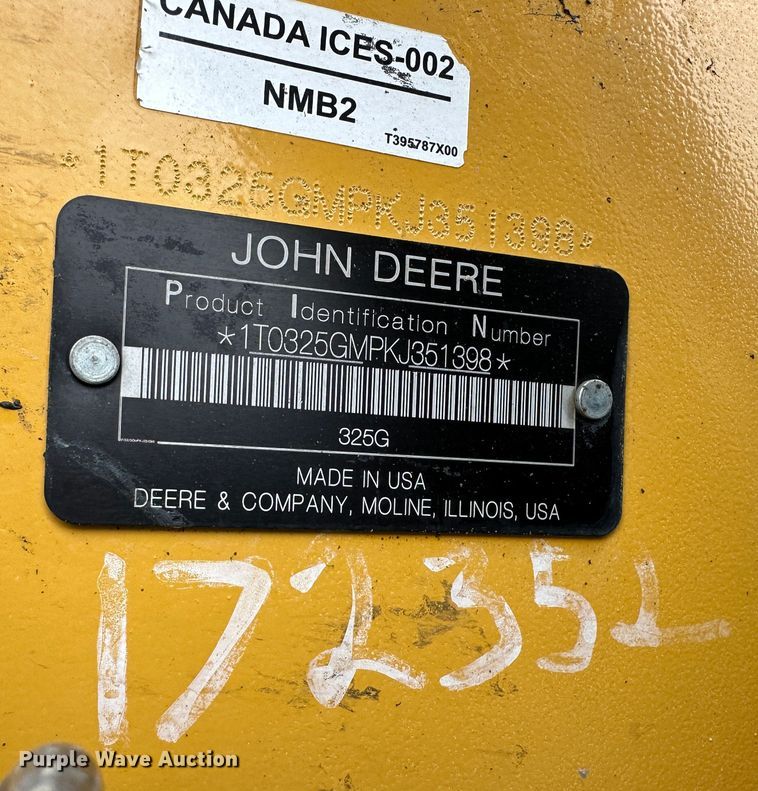 CANADA ICES-002
NMB2
T395787X00
*1T0325GMPKJ351398*
JOHN DEERE
Product Identification Number
*1T0325GMPKJ351398*
325G
MADE IN USA
DEERE & COMPANY, MOLINE, ILLINOIS, USA
Purple Wave Auction